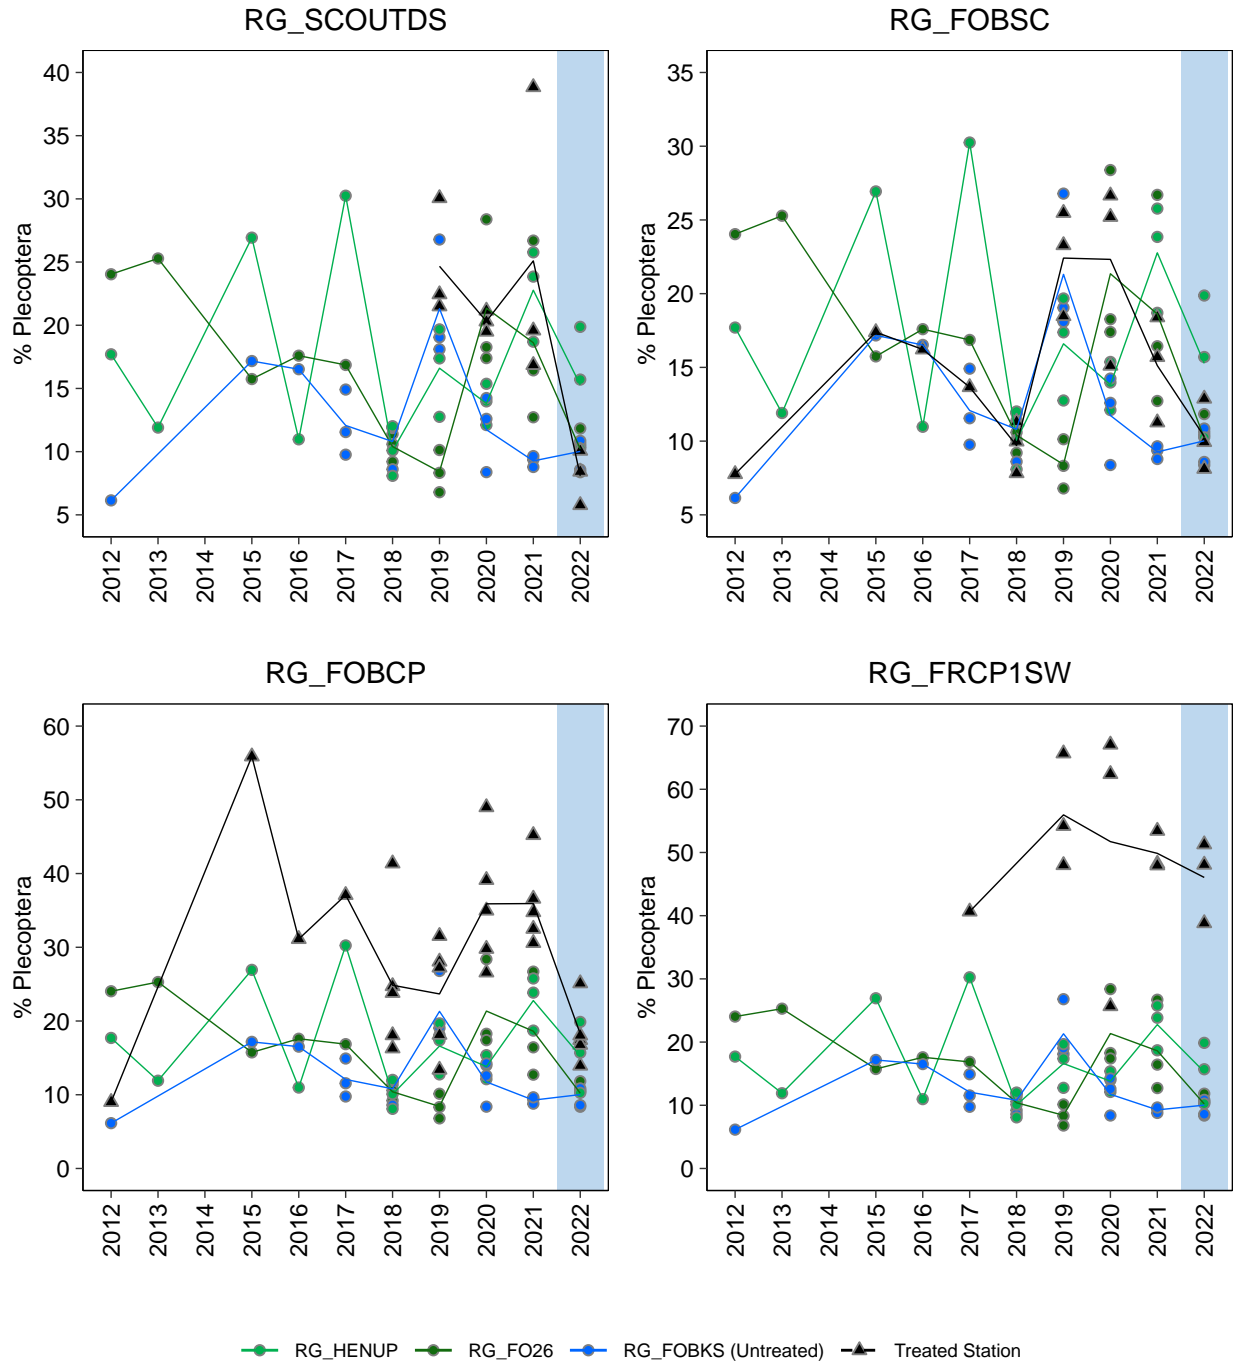 RG_SCOUTDS
RG_FOBSC
% Plecoptera
40
35
30
25
20
15
10
5
2012 2013 2014 2015 2016 2017 2018 2019 2020 2021 2022
% Plecoptera
35
30
25
20
15
10
5
2012 2013 2014 2015 2016 2017 2018 2019 2020 2021 2022
RG_FOBCP
RG_FRCP1SW
% Plecoptera
60
50
40
30
20
10
0
2012 2013 2014 2015 2016 2017 2018 2019 2020 2021 2022
% Plecoptera
70
60
50
40
30
20
10
0
2012 2013 2014 2015 2016 2017 2018 2019 2020 2021 2022
RG_HENUP RG_FO26 RG_FOBKS (Untreated) Treated Station